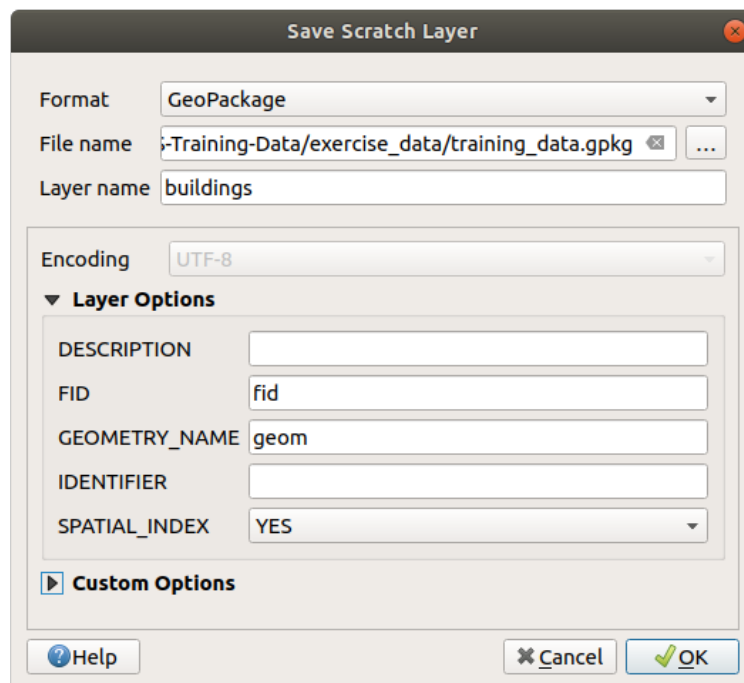 Save Scratch Layer
Format GeoPackage
File name -Training-Data/exercise_data/training_data.gpkg ...
Layer name buildings
Encoding UTF-8
Layer Options
DESCRIPTION
FID fid
GEOMETRY_NAME geom
IDENTIFIER
SPATIAL_INDEX YES
Custom Options
Help Cancel OK